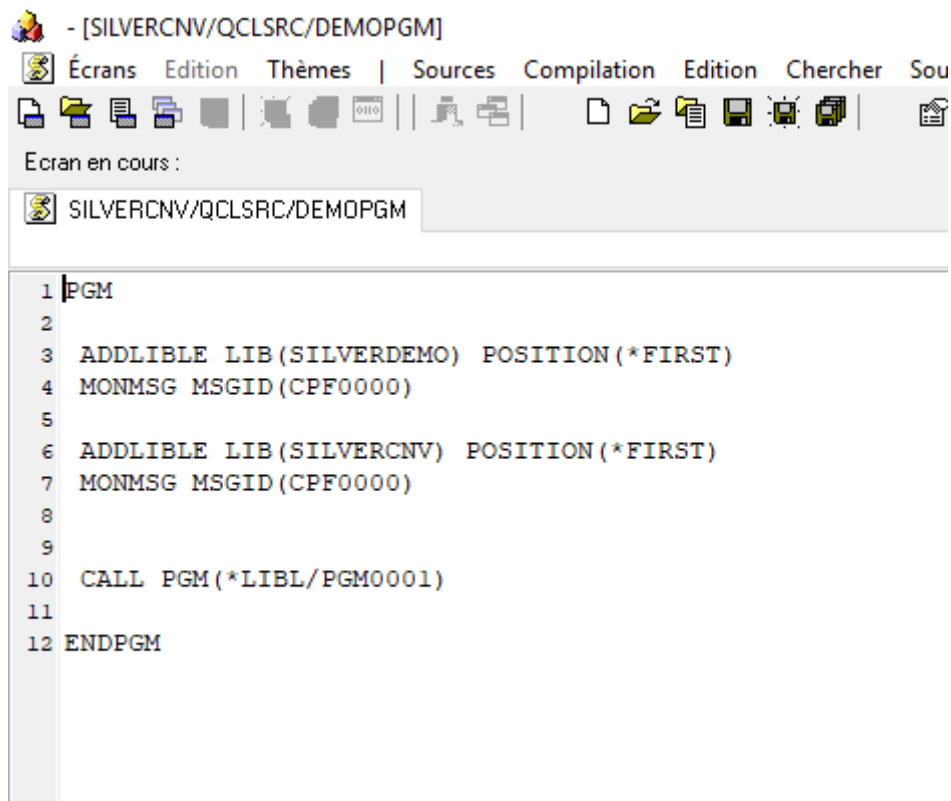 - [SILVERCNV/QCLSRC/DEMOPGM]
Écrans Edition Thèmes | Sources Compilation Edition Chercher Sou
Ecran en cours :
SILVERCNV/QCLSRC/DEMOPGM
1 PGM
2
3 ADDLIBLE LIB(SILVERDEMO) POSITION(*FIRST)
4 MONMSG MSGID(CPF0000)
5
6 ADDLIBLE LIB(SILVERCNV) POSITION(*FIRST)
7 MONMSG MSGID(CPF0000)
8
9
10 CALL PGM(*LIBL/PGM0001)
11
12 ENDPGM